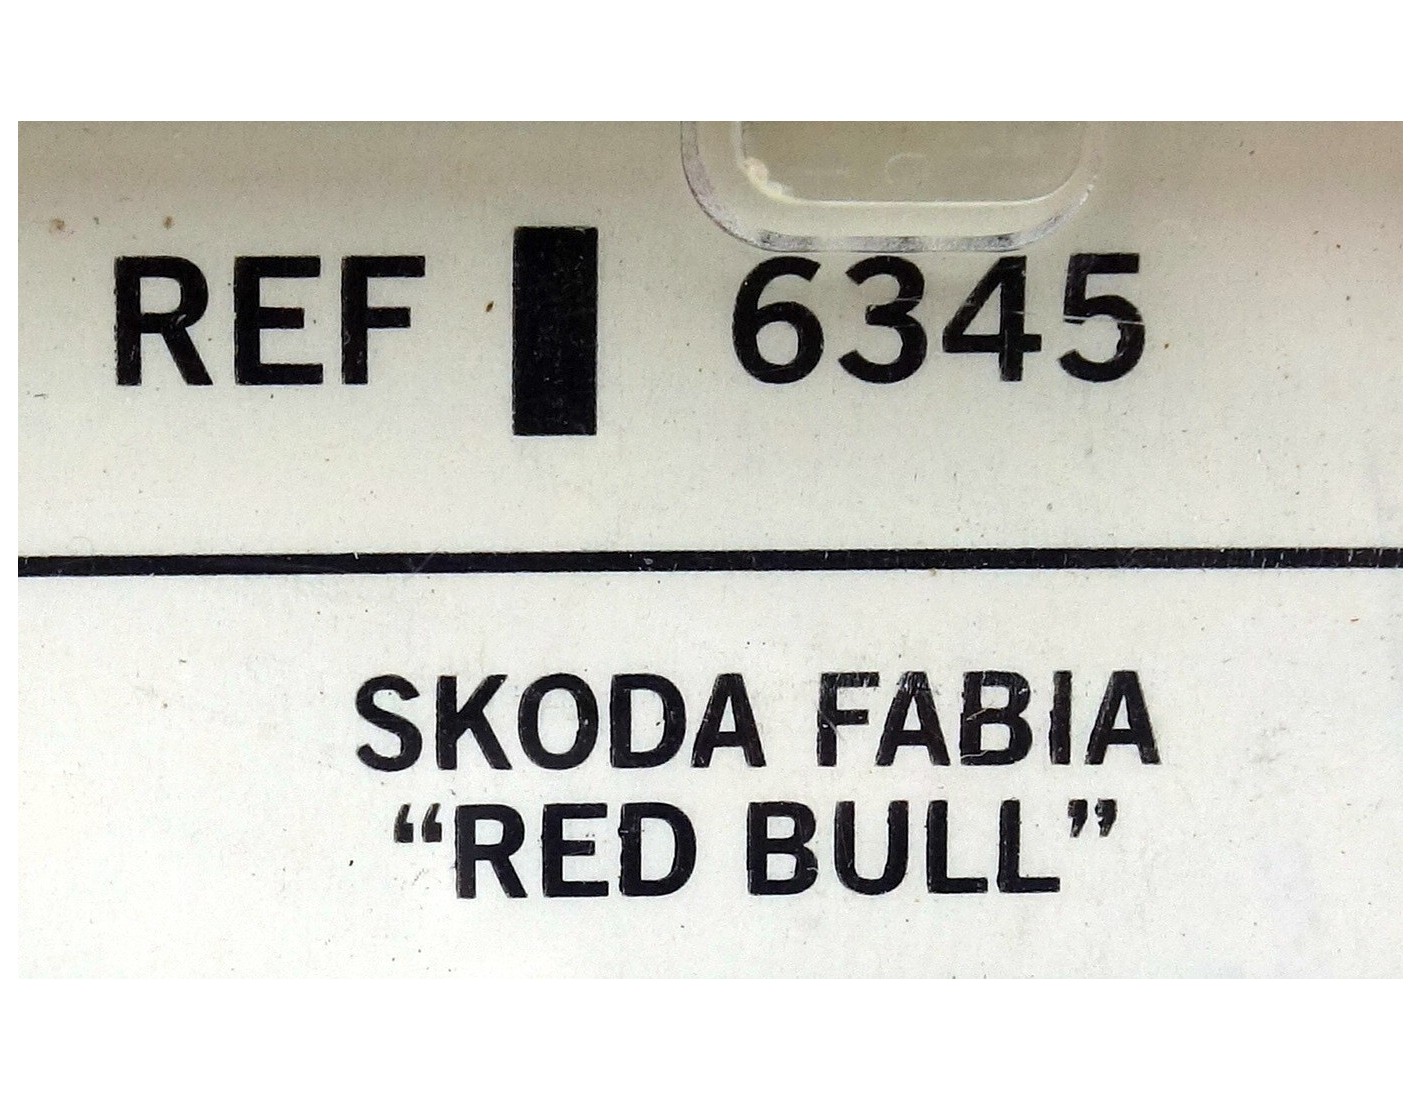 REF 6345
SKODA FABIA
“RED BULL”